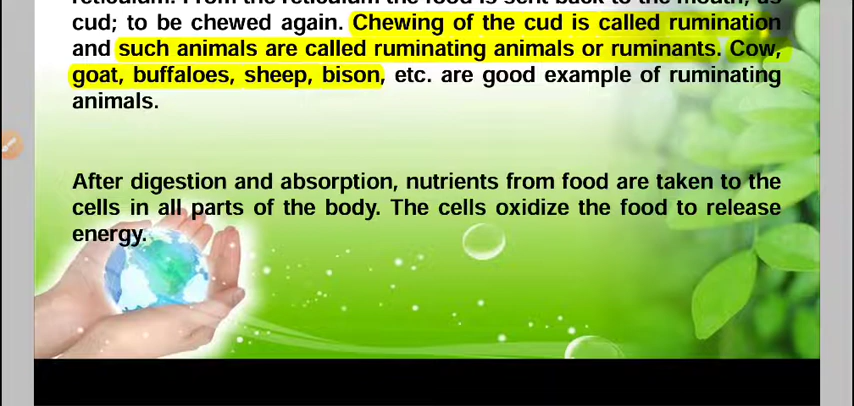 cud; to be chewed again. Chewing of the cud is called rumination
and such animals are called ruminating animals or ruminants. Cow,
goat, buffaloes, sheep, bison, etc. are good example of ruminating
animals.
After digestion and absorption, nutrients from food are taken to the
cells in all parts of the body. The cells oxidize the food to release
energy.